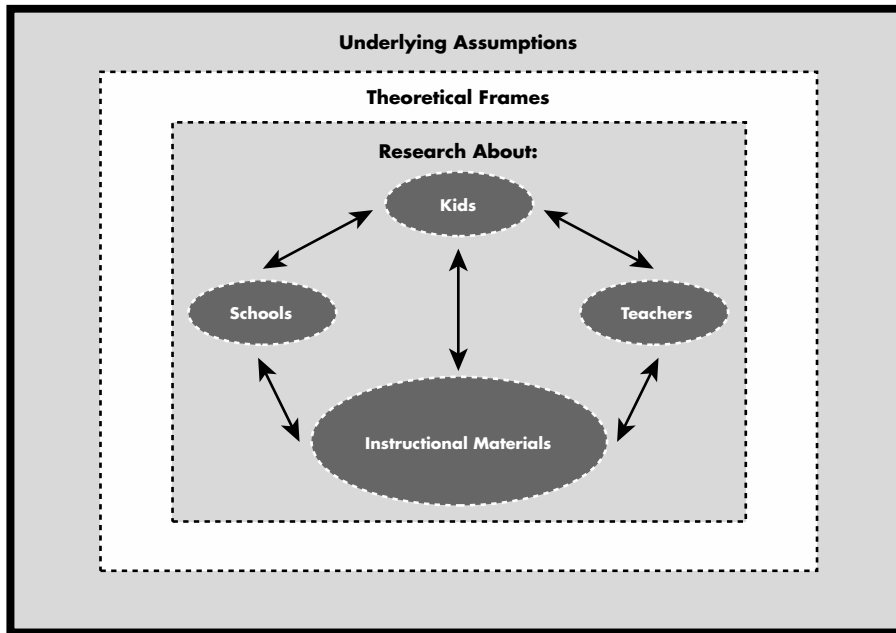 Underlying Assumptions
Theoretical Frames
Research About:
Kids
Schools
Teachers
Instructional Materials